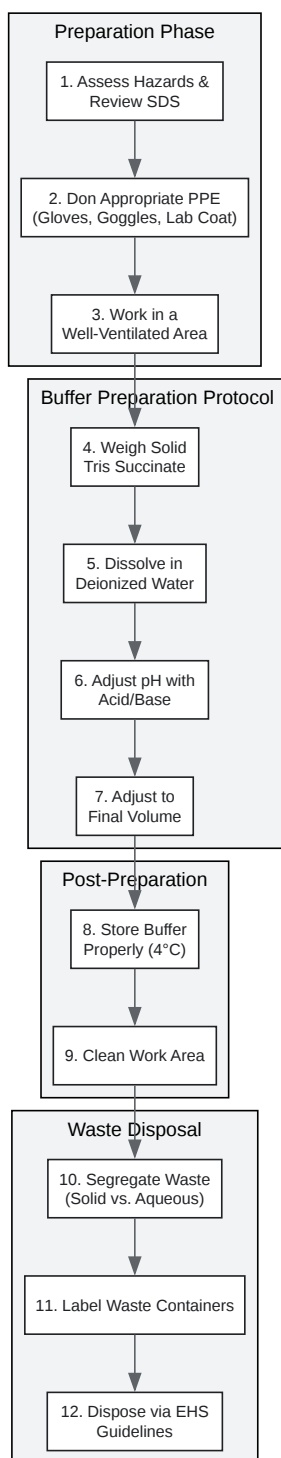 Preparation Phase
1. Assess Hazards &
Review SDS
2. Don Appropriate PPE
(Gloves, Goggles, Lab Coat)
3. Work in a
Well-Ventilated Area
Buffer Preparation Protocol
4. Weigh Solid
Tris Succinate
5. Dissolve in
Deionized Water
6. Adjust pH with
Acid/Base
7. Adjust to
Final Volume
Post-Preparation
8. Store Buffer
Properly (4°C)
9. Clean Work Area
Waste Disposal
10. Segregate Waste
(Solid vs. Aqueous)
11. Label Waste Containers
12. Dispose via EHS
Guidelines